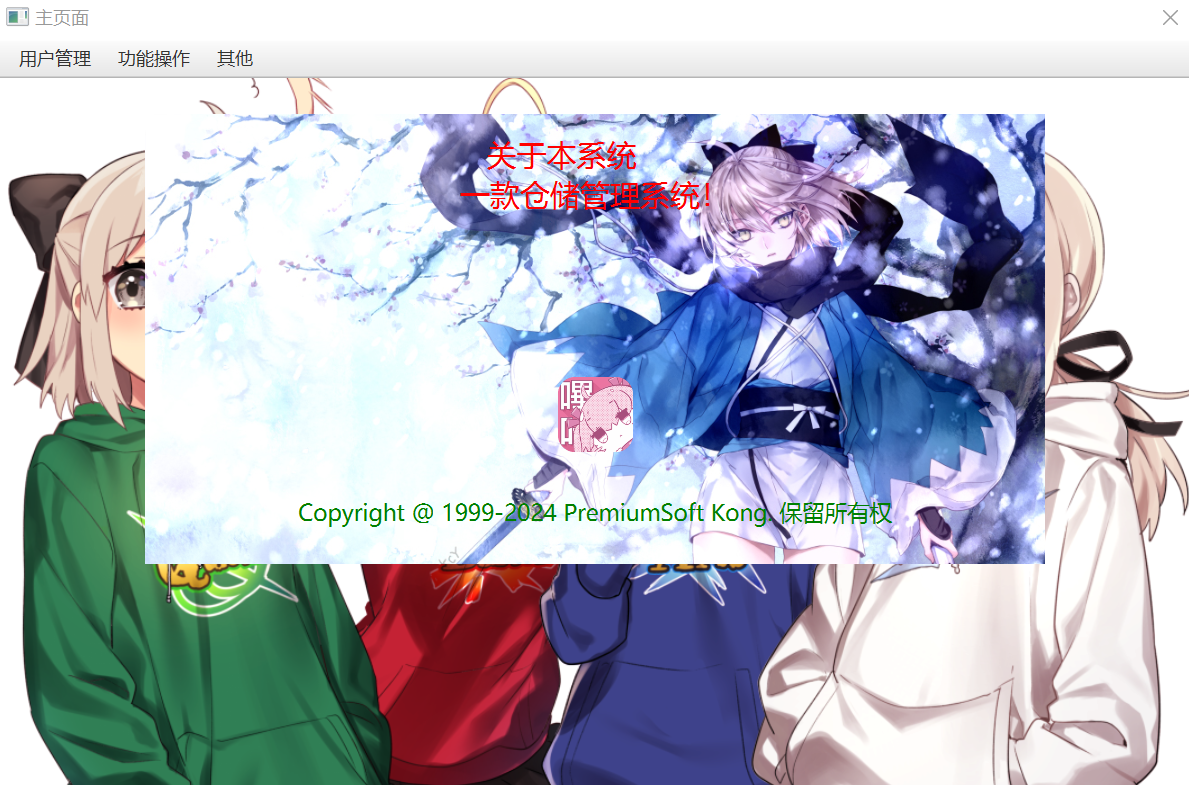 主页面
用户管理 功能操作 其他
关于本系统
一款仓储管理系统!
嗶
Copyright @ 1999-2024 PremiumSoft Kong. 保留所有权